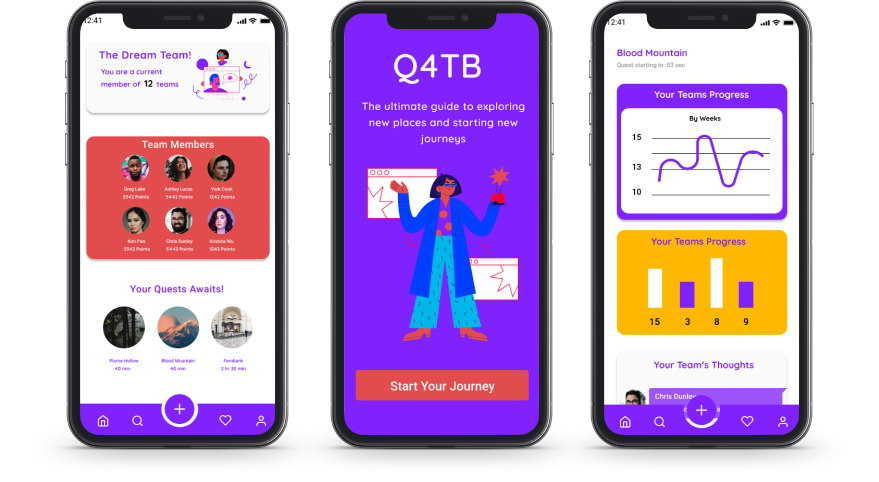 12:41
The Dream Team!
You are a current
member of 12 teams
Team Members
Greg Lake
Ashley Lucas
York Cook
5542 Points
5442 Points
1242 Points
Kim Pan
Chris Dunley
Kristina Mu
5542 Points
5442 Points
1242 Points
Your Quests Awaits!
Plume Hollow
Blood Mountain
Fernbank
40 min
40 min
2 hr 20 min
Q4TB
The ultimate guide to exploring
new places and starting new
journeys
Start Your Journey
12:41
Blood Mountain
Quest starting in .53 sec
Your Teams Progress
By Weeks
15
13
10
Your Teams Progress
15
3
8
9
Your Team's Thoughts
Chris Dunley